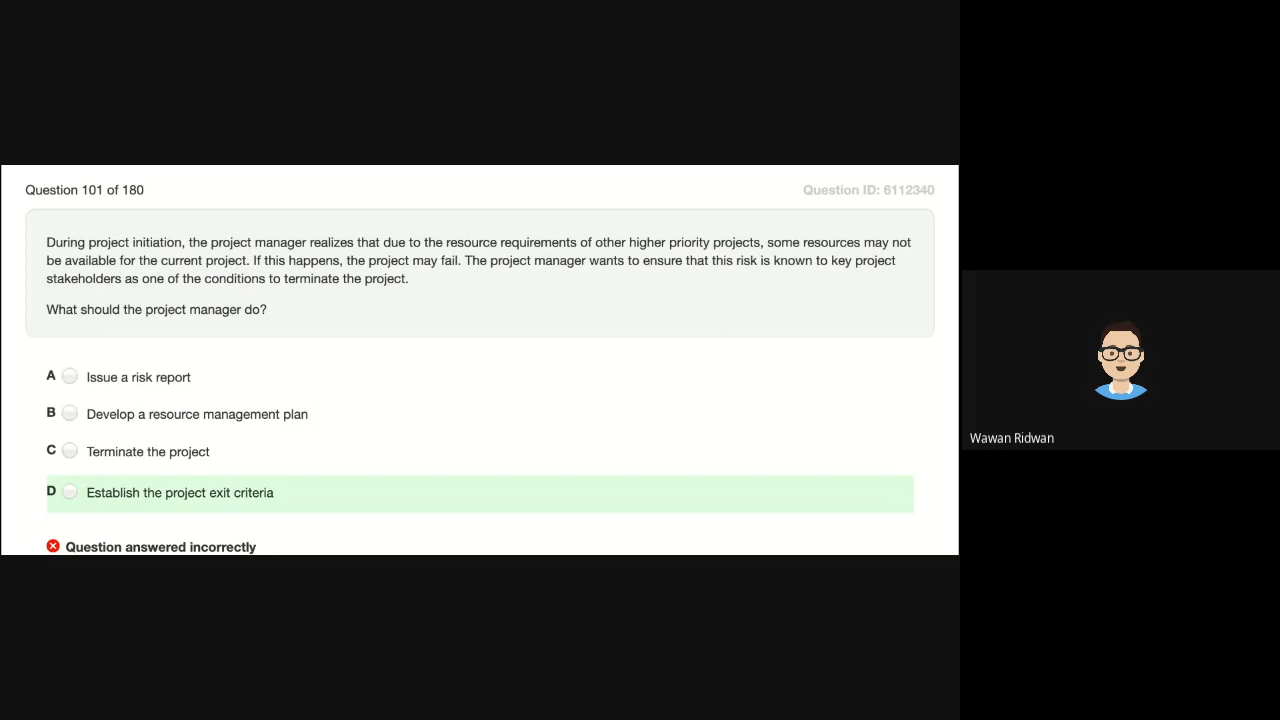 Question 101 of 180
Question ID: 6112340
During project initiation, the project manager realizes that due to the resource requirements of other higher priority projects, some resources may not
be available for the current project. If this happens, the project may fail. The project manager wants to ensure that this risk is known to key project
stakeholders as one of the conditions to terminate the project.
What should the project manager do?
A Issue a risk report
B Develop a resource management plan
C Terminate the project
D Establish the project exit criteria
Question answered incorrectly
Wawan Ridwan